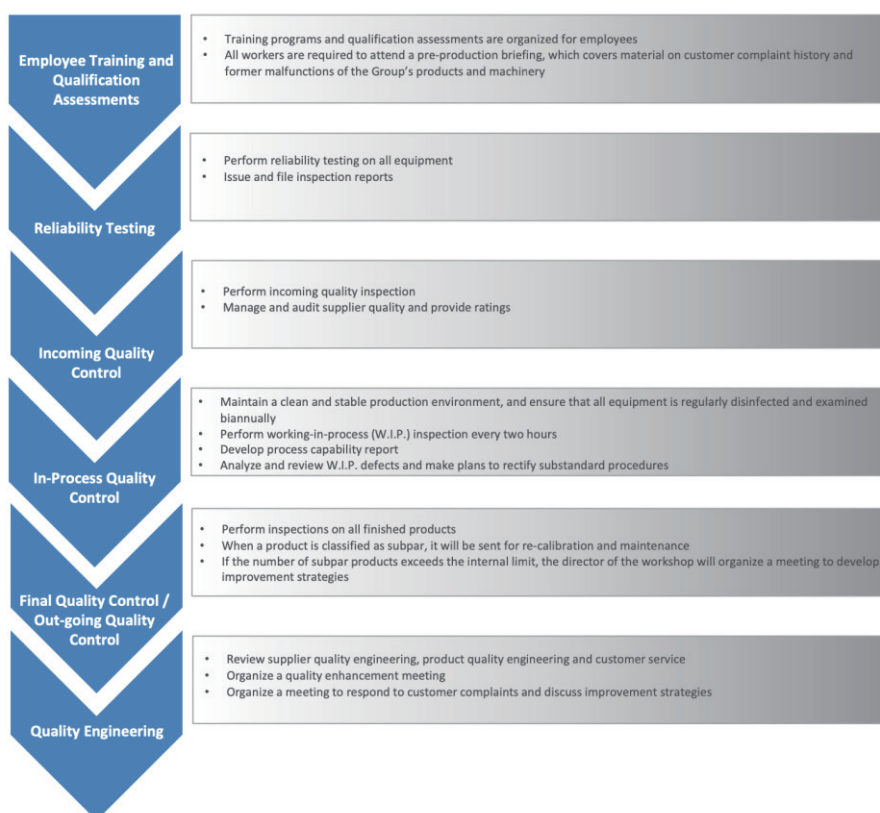 Employee Training and
Qualification
Assessments
• Training programs and qualification assessments are organized for employees
• All workers are required to attend a pre-production briefing, which covers material on customer complaint history and
former malfunctions of the Group's products and machinery
Reliability Testing
• Perform reliability testing on all equipment
• Issue and file inspection reports
Incoming Quality
Control
• Perform incoming quality inspection
• Manage and audit supplier quality and provide ratings
In-Process Quality
Control
• Maintain a clean and stable production environment, and ensure that all equipment is regularly disinfected and examined
biannually
• Perform working-in-process (W.I.P.) inspection every two hours
• Develop process capability report
• Analyze and review W.I.P. defects and make plans to rectify substandard procedures
Final Quality Control /
Out-going Quality
Control
• Perform inspections on all finished products
• When a product is classified as subpar, it will be sent for re-calibration and maintenance
• If the number of subpar products exceeds the internal limit, the director of the workshop will organize a meeting to develop
improvement strategies
Quality Engineering
• Review supplier quality engineering, product quality engineering and customer service
• Organize a quality enhancement meeting
• Organize a meeting to respond to customer complaints and discuss improvement strategies